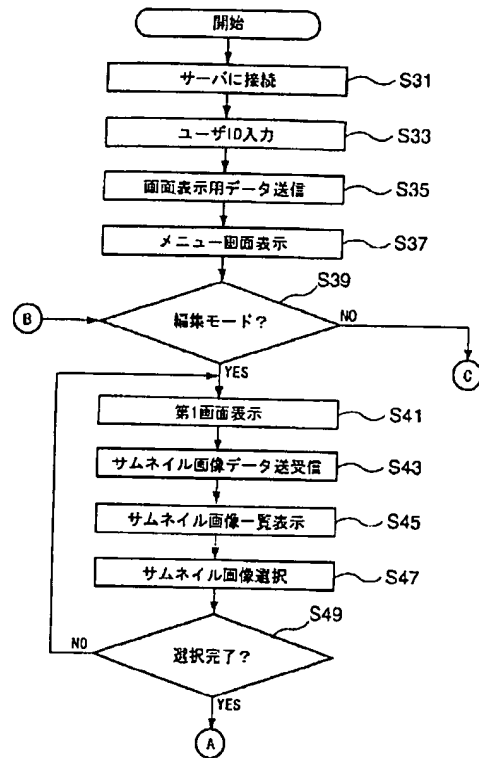 開始
サーバに接続
S31
ユーザID入力
S33
画面表示用データ送信
S35
メニュー画面表示
S37
S39
B
編集モード?
NO
C
YES
第1画面表示
S41
サムネイル画像データ送受信
S43
サムネイル画像一覧表示
S45
サムネイル画像選択
S47
S49
NO
選択完了?
YES
A